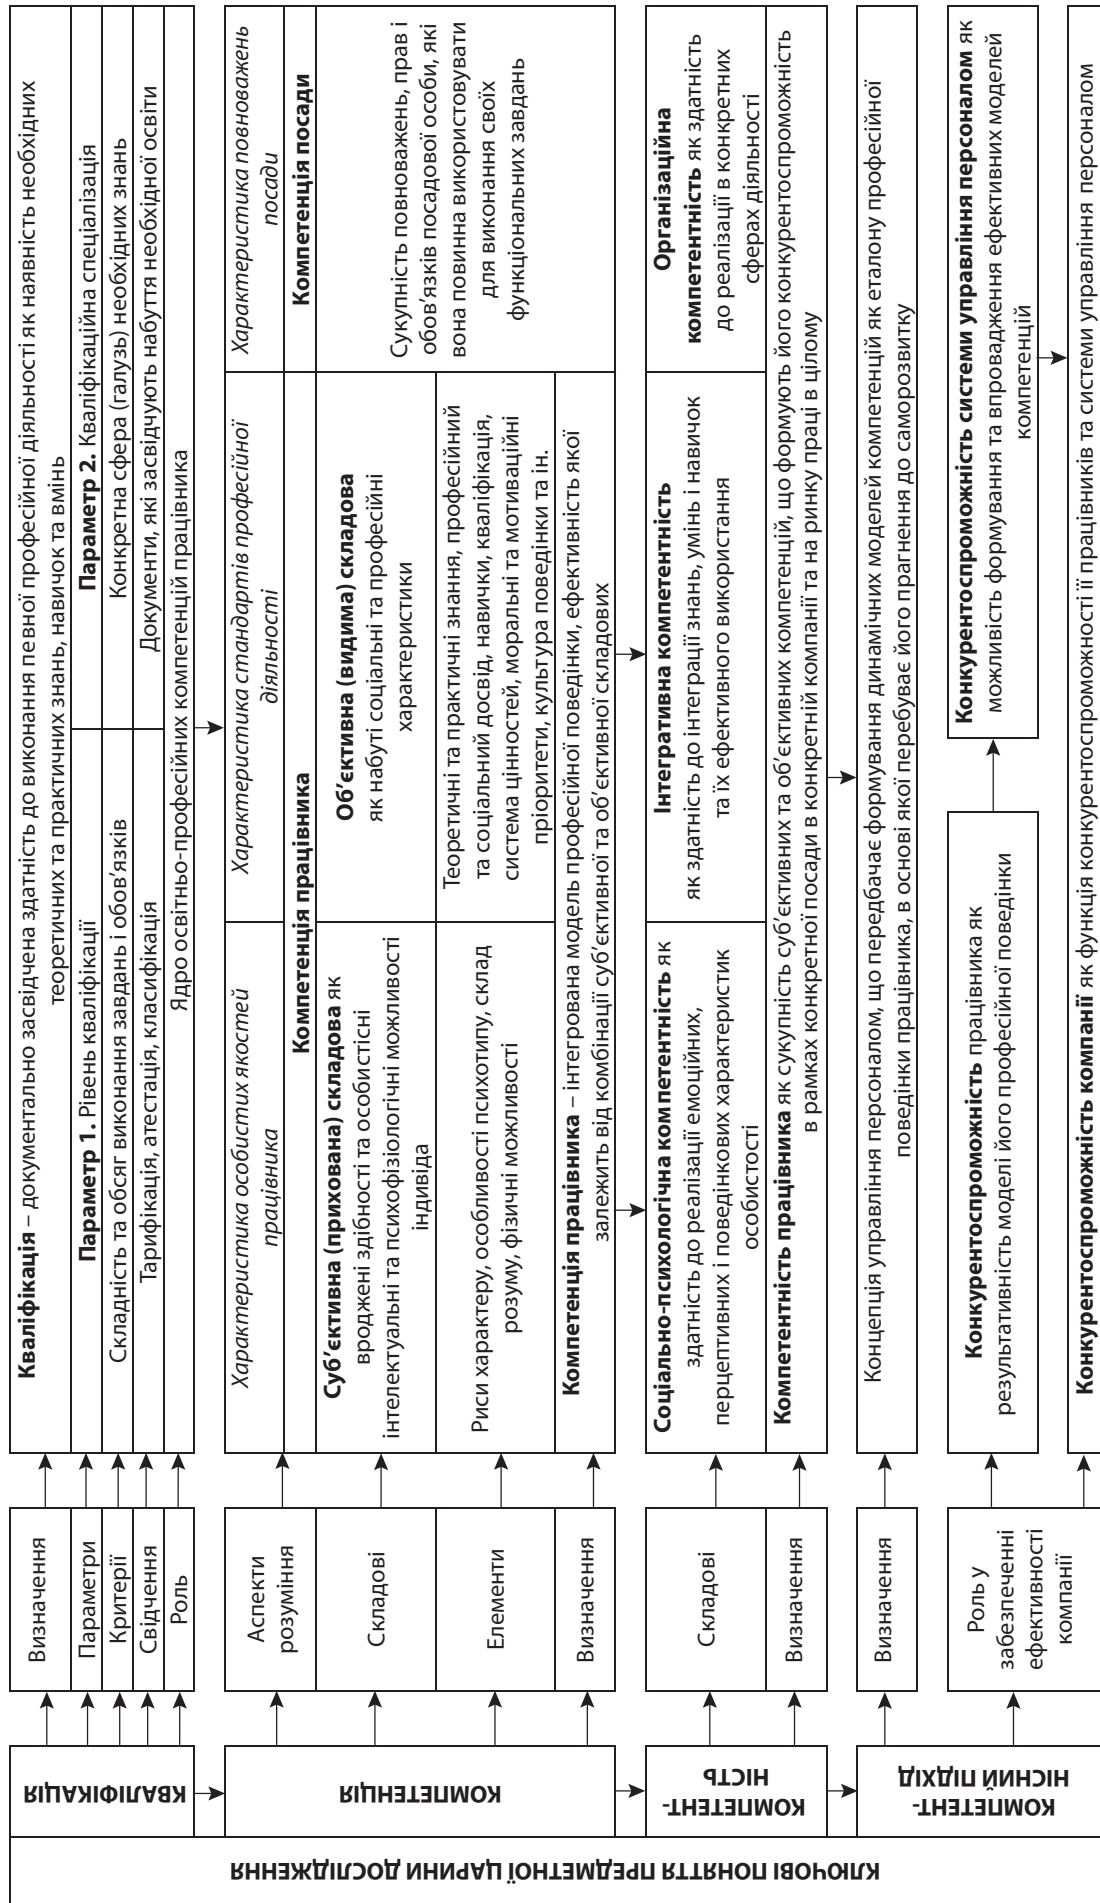 КЛЮЧОВІ ПОНЯТТЯ ПРЕДМЕТНОЇ ЦАРИНИ ДОСЛІДЖЕННЯ
КВАЛІФІКАЦІЯ
Визначення
Кваліфікація – документально засвідчена здатність до виконання певної професійної діяльності як наявність необхідних
теоретичних та практичних знань, навичок та вмінь
Параметри
Параметр 1. Рівень кваліфікації
Параметр 2. Кваліфікаційна спеціалізація
Критерії
Складність та обсяг виконання завдань і обов'язків
Конкретна сфера (галузь) необхідних знань
Свідчення
Тарифікація, атестація, класифікація
Документи, які засвідчують набуття необхідної освіти
Роль
Ядро освітньо-професійних компетенцій працівника
КОМПЕТЕНЦІЯ
Аспекти
розуміння
Характеристика особистих якостей
працівника
Характеристика стандартів професійної
діяльності
Характеристика повноважень
посади
Компетенція працівника
Компетенція посади
Складові
Суб'єктивна (прихована) складова як
вроджені здібності та особистісні
інтелектуальні та психофізіологічні можливості
індивіда
Об'єктивна (видима) складова
як набуті соціальні та професійні
характеристики
Сукупність повноважень, прав і
обов'язків посадової особи, які
вона повинна використовувати
для виконання своїх
функціональних завдань
Елементи
Риси характеру, особливості психотипу, склад
розуму, фізичні можливості
Теоретичні та практичні знання, професійний
та соціальний досвід, навички, кваліфікація,
система цінностей, моральні та мотиваційні
пріоритети, культура поведінки та ін.
Визначення
Компетенція працівника – інтегрована модель професійної поведінки, ефективність якої
залежить від комбінації суб'єктивної та об'єктивної складових
КОМПЕТЕНТ-
НІСТЬ
Складові
Соціально-психологічна компетентність як
здатність до реалізації емоційних,
перцептивних і поведінкових характеристик
особистості
Інтегративна компетентність
як здатність до інтеграції знань, умінь і навичок
та їх ефективного використання
Організаційна
компетентність як здатність
до реалізації в конкретних
сферах діяльності
Визначення
Компетентність працівника як сукупність суб'єктивних та об'єктивних компетенцій, що формують його конкурентоспроможність
в рамках конкретної посади в конкретній компанії та на ринку праці в цілому
КОМПЕТЕНТ-
НІСНИЙ ПІДХІД
Визначення
Концепція управління персоналом, що передбачає формування динамічних моделей компетенцій як еталону професійної
поведінки працівника, в основі якої перебуває його прагнення до саморозвитку
Роль у
забезпеченні
ефективності
компанії
Конкурентоспроможність працівника як
результативність моделі його професійної поведінки
Конкурентоспроможність системи управління персоналом як
можливість формування та впровадження ефективних моделей
компетенцій
Конкурентоспроможність компанії як функція конкурентоспроможності її працівників та системи управління персоналом